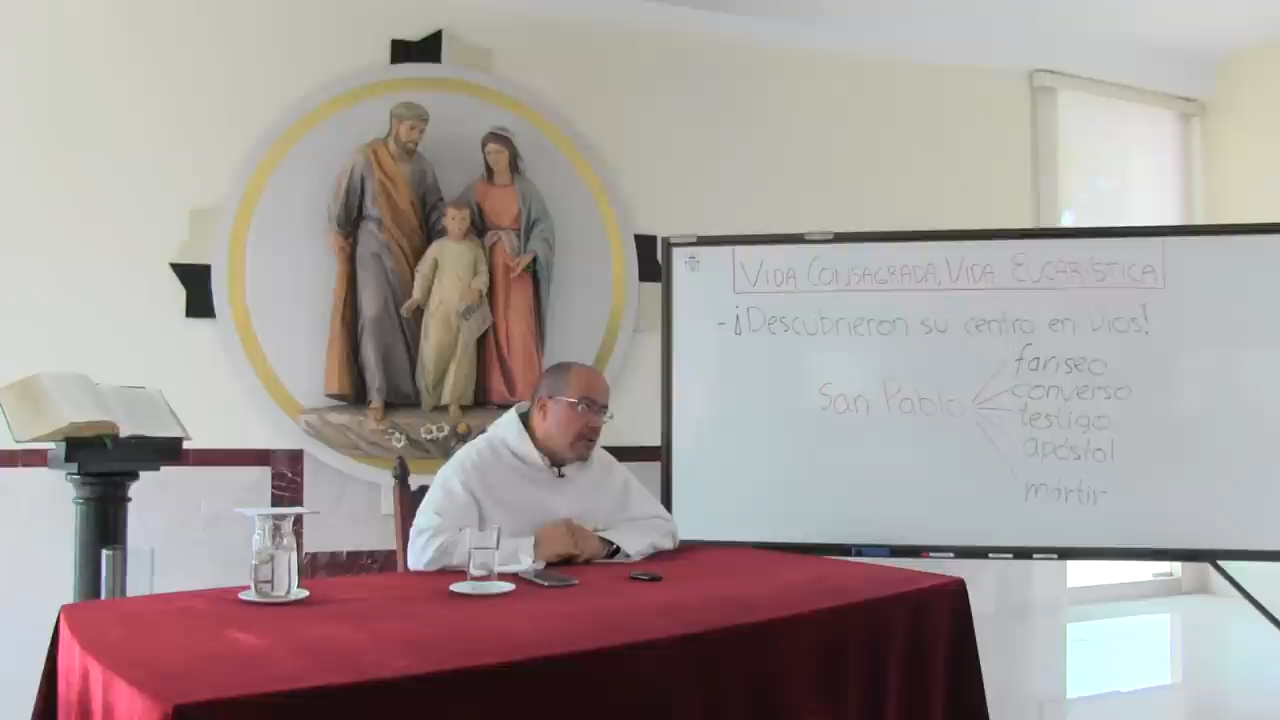 VIDA CONSAGRADA, VIDA EUCARÍSTICA
- ¡Descubrieron su centro en Dios!
San Pablo
fariseo
converso
testigo
apóstol
mártir